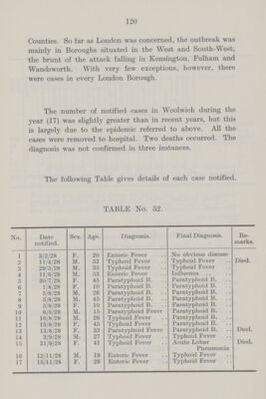 120
Counties. So far as London was concerned, the outbreak was
mainly in Boroughs situated in the West and South-West,
the brunt of the attack falling in Kensington, Fulham and
Wandsworth. With very few exceptions, however, there
were cases in every London Borough.
The number of notified cases in Woolwich during the
year (17) was slightly greater than in recent years, but this
is largely due to the epidemic referred to above. All the
cases were removed to hospital. Two deaths occurred. The
diagnosis was not confirmed in three instances.
The following Table gives details of each case notified.
TABLE No. 52.
No. Date notified. Sex. Age. Diagnosis. Final Diagnosis. Remarks.
1 3/2/28 F. 20 Enteric Fever .. No obvious disease
2 11/4/28 M. 52 Typhoid Fever .. Typhoid Fever .. Died.
3 29/5/28 M. 31 Typhoid Fever .. Typhoid Fever ..
4 11/6/28 M. 53 Enteric Fever .. Influenza ..
5 30/7/28 F. 45 Paratyphoid B. .. Paratyphoid B. ..
6 1/8/28 F. 10 Paratyphoid B. .. Paratyphoid B. ..
7 3/8/28 M. 26 Paratyphoid B. .. Paratyphoid B. ..
8 3/8/28 M. 45 Paratyphoid B. .. Paratyphoid B. ..
9 5/8/28 F. 10 Paratyphoid B. .. Paratyphoid B. ..
10 6/8/28 M. 15 Paratyphoid Fever Paratyphoid B. ..
11 10/8/28 M. 26 Typhoid Fever .. Paratyphoid B. ..
12 13/8/28 F. 45 Typhoid Fever .. Paratyphoid B. ..
13 13/8/28 F. 33 Paratyphoid Fever Paratyphoid B. .. Died.
14 3/9/28 M. 27 Typhoid Fever .. Typhoid Fever ..
15 21/9/28 F. 41 Typhoid Fever .. Acute Lobar Pneumonia .. Died.
16 12/11/28 M. 18 Enteric Fever .. Typhoid Fever ..
17 15/11/28 F. 28 Enteric Fever .. Typhoid Fever ..